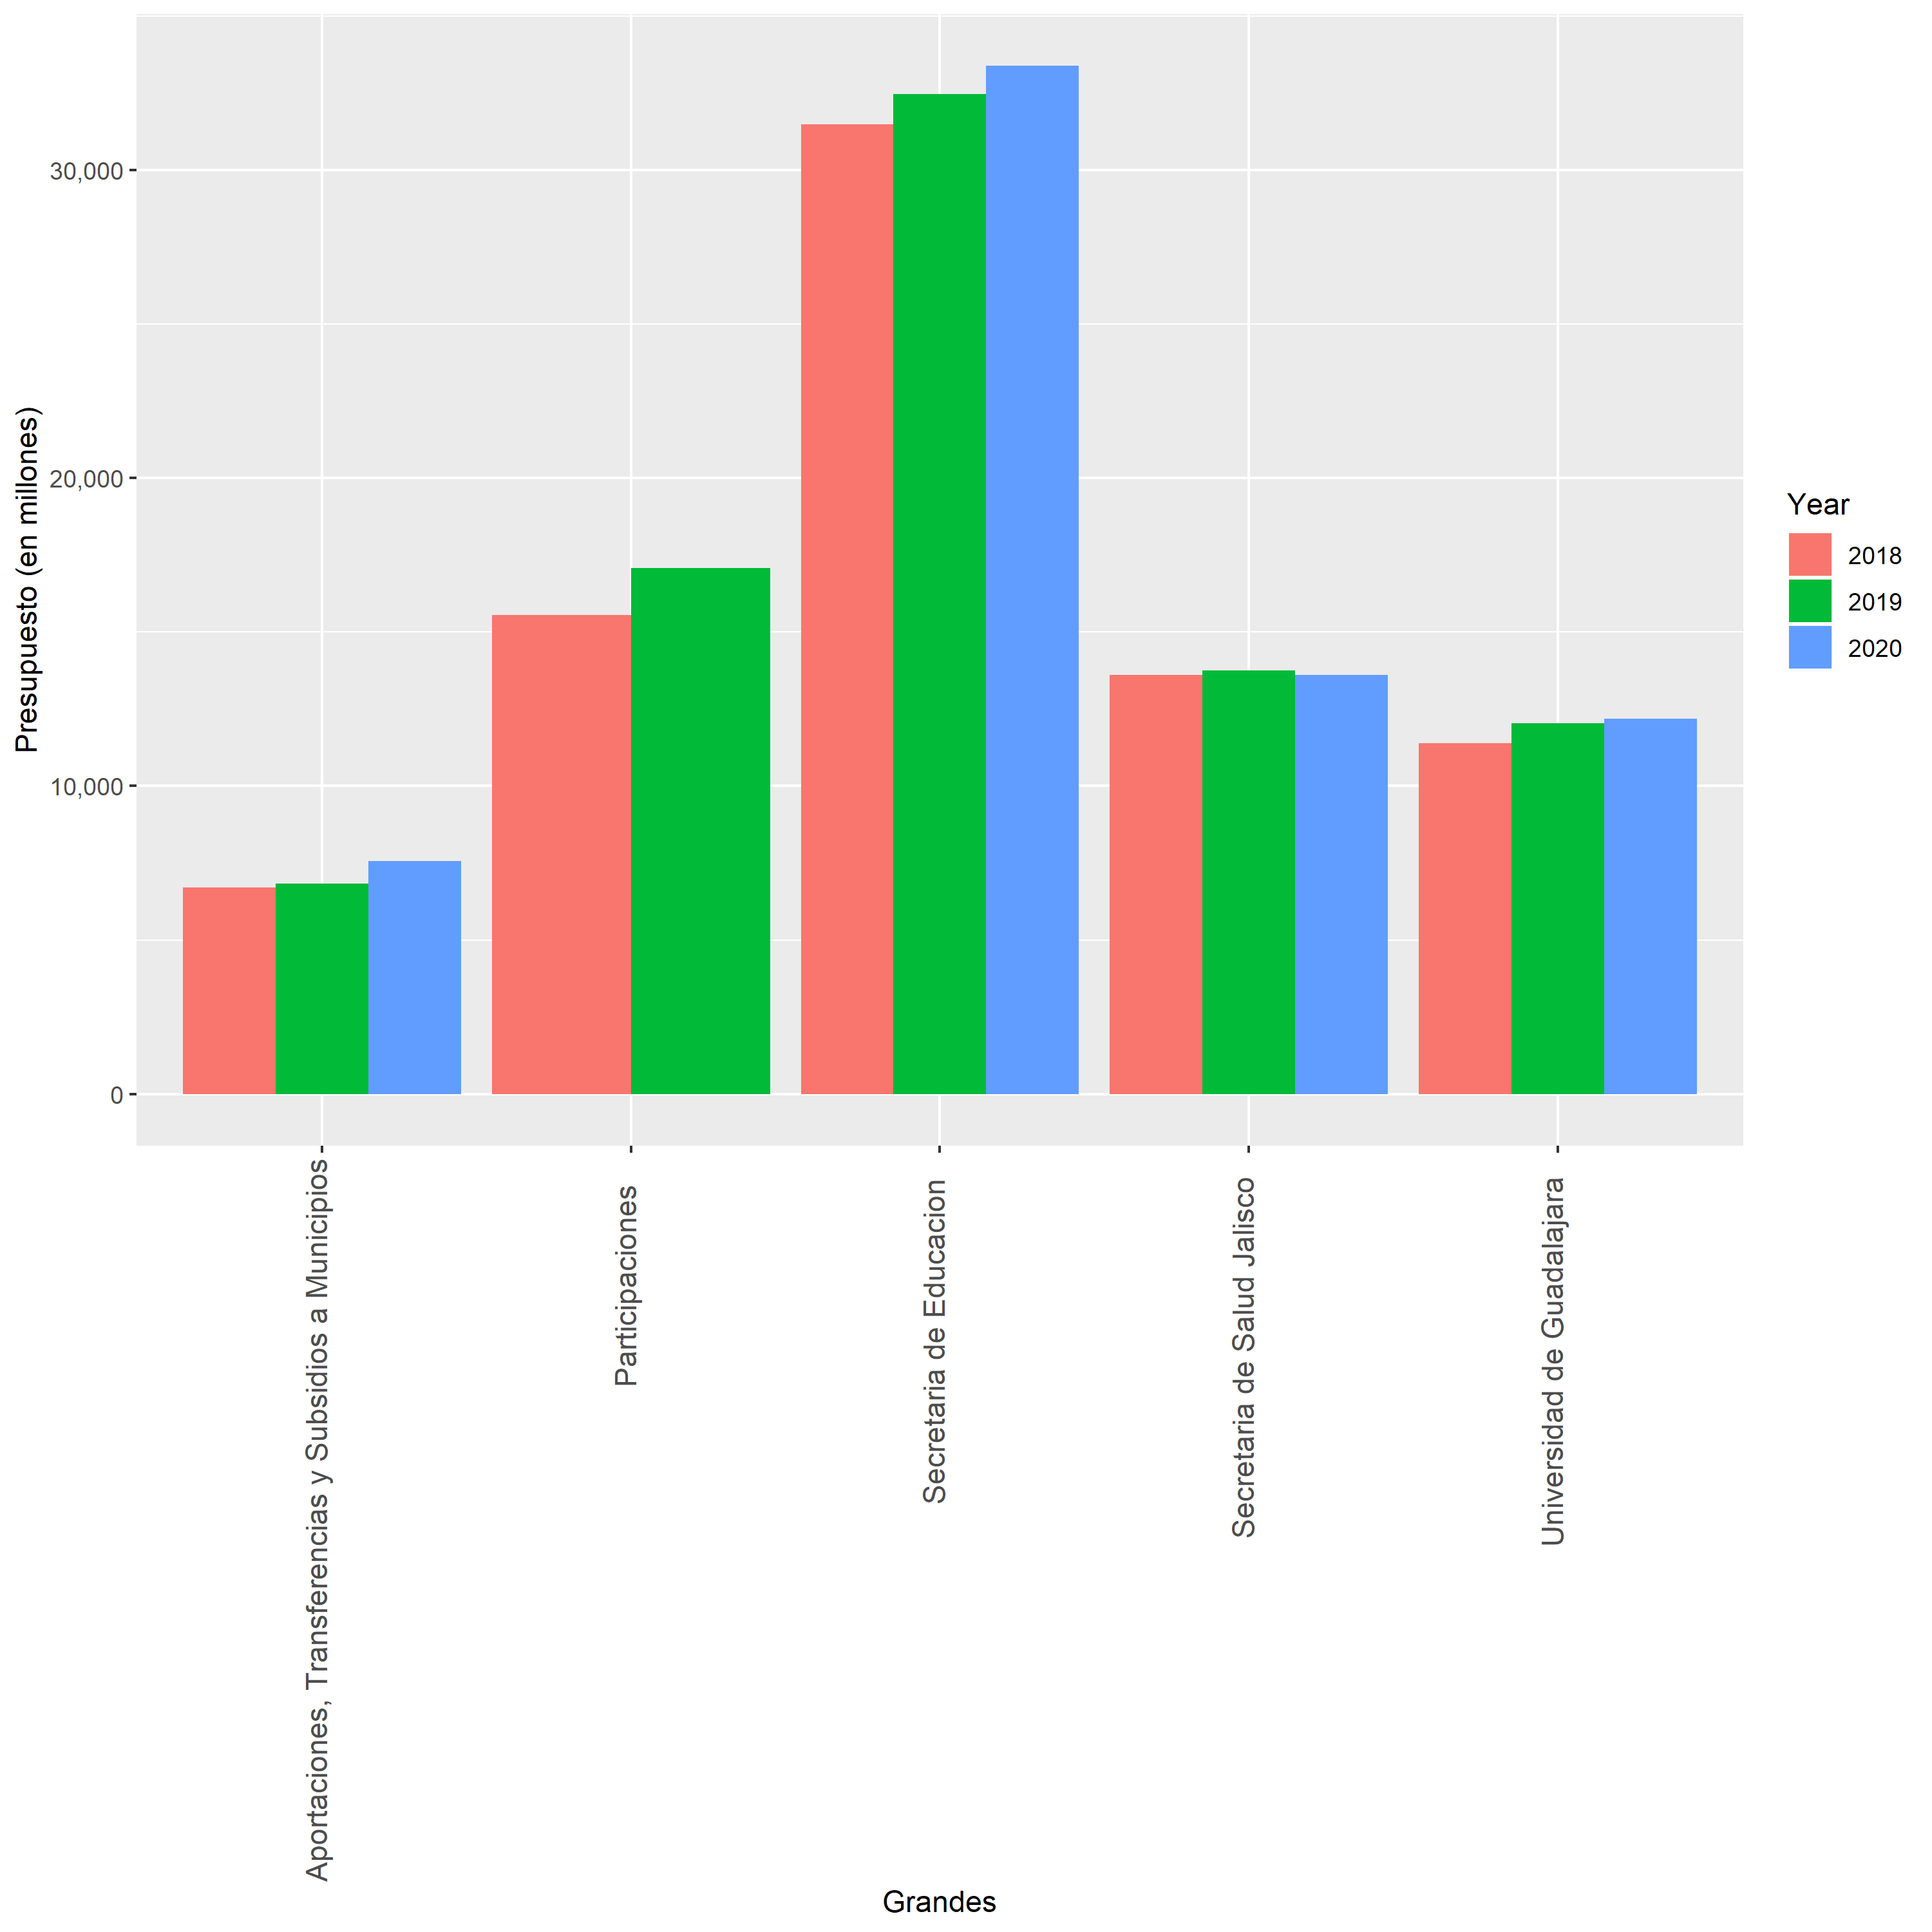 Presupuesto (en millones)
30,000
20,000
10,000
0
Aportaciones, Transferencias y Subsidios a Municipios
Participaciones
Secretaria de Educacion
Secretaria de Salud Jalisco
Universidad de Guadalajara
Grandes
Year
2018
2019
2020